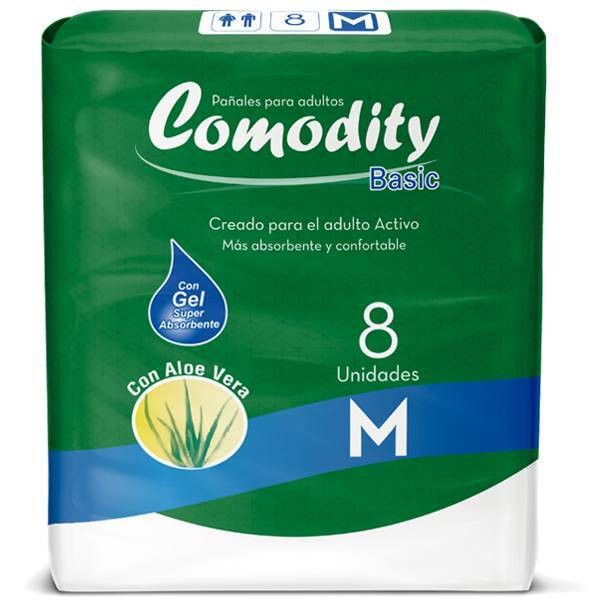 8 M
Pañales para adultos
Comodity
Basic
Creado para el adulto Activo
Más absorbente y confortable
Con
Gel
Super
Absorbente
8
Unidades
Con Aloe Vera
M